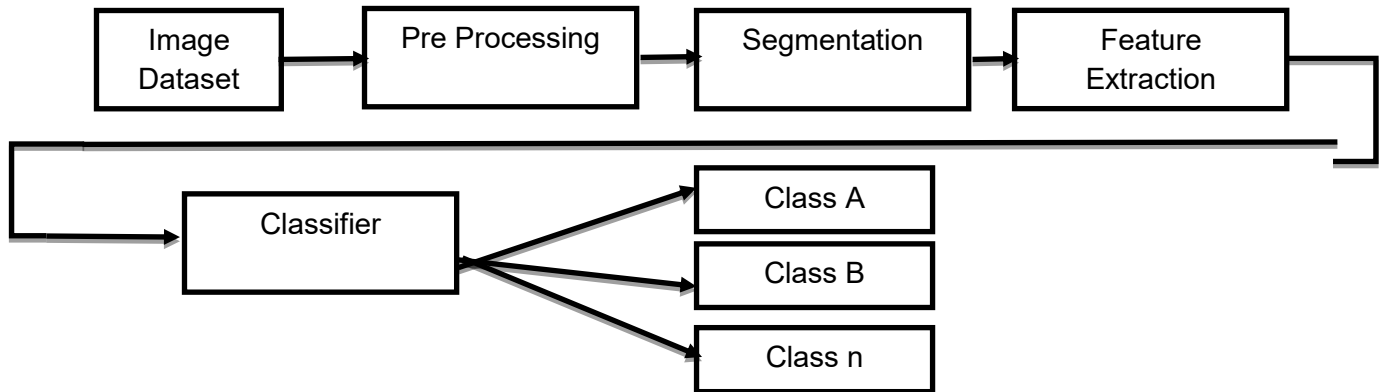 Image
Dataset
Pre Processing
Segmentation
Feature
Extraction
Classifier
Class A
Class B
Class n